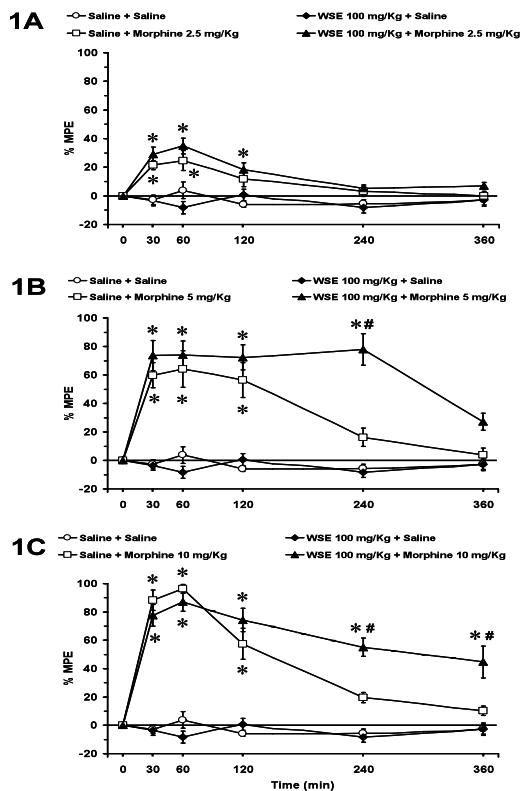 1A
Saline + Saline
WSE 100 mg/Kg + Saline
Saline + Morphine 2.5 mg/Kg
WSE 100 mg/Kg + Morphine 2.5 mg/Kg
100
80
60
40
20
0
-20
% MPE
* * *
* *
0 30 60 120 240 360
1B
Saline + Saline
WSE 100 mg/Kg + Saline
Saline + Morphine 5 mg/Kg
WSE 100 mg/Kg + Morphine 5 mg/Kg
100
80
60
40
20
0
-20
% MPE
* * * *#
* * *
0 30 60 120 240 360
1C
Saline + Saline
WSE 100 mg/Kg + Saline
Saline + Morphine 10 mg/Kg
WSE 100 mg/Kg + Morphine 10 mg/Kg
100
80
60
40
20
0
-20
% MPE
* * * *# *#
* * *
0 30 60 120 240 360
Time (min)